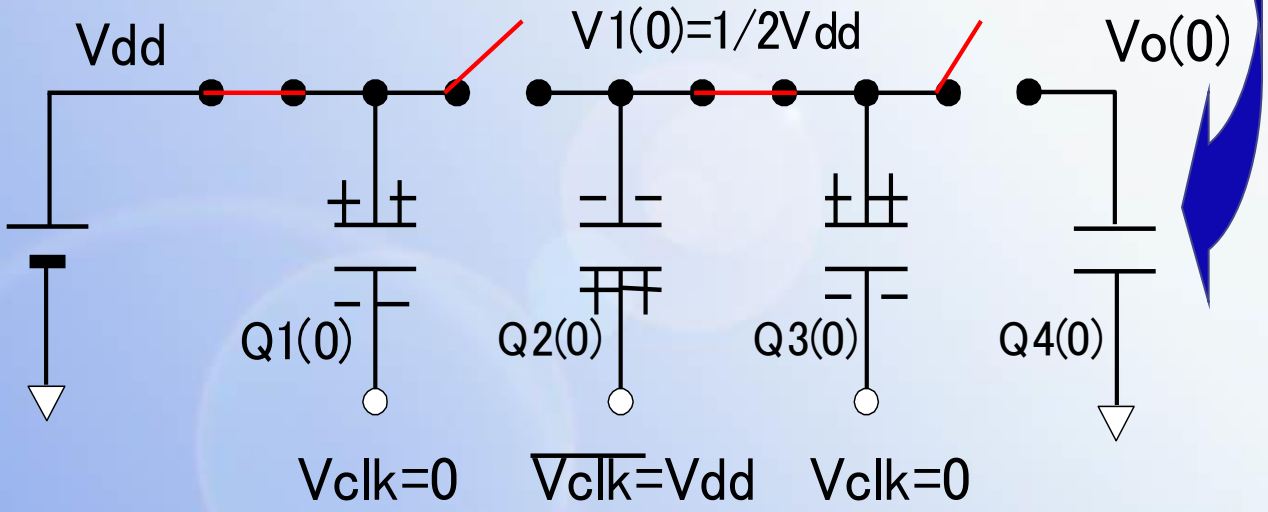 Vdd
V1(0)=1/2Vdd
Vo(0)
+ +
- -
+ +
- -
+ +
- -
Q1(0)
Q2(0)
Q3(0)
Q4(0)
Vclk=0
V̅c̅l̅k̅=Vdd
Vclk=0